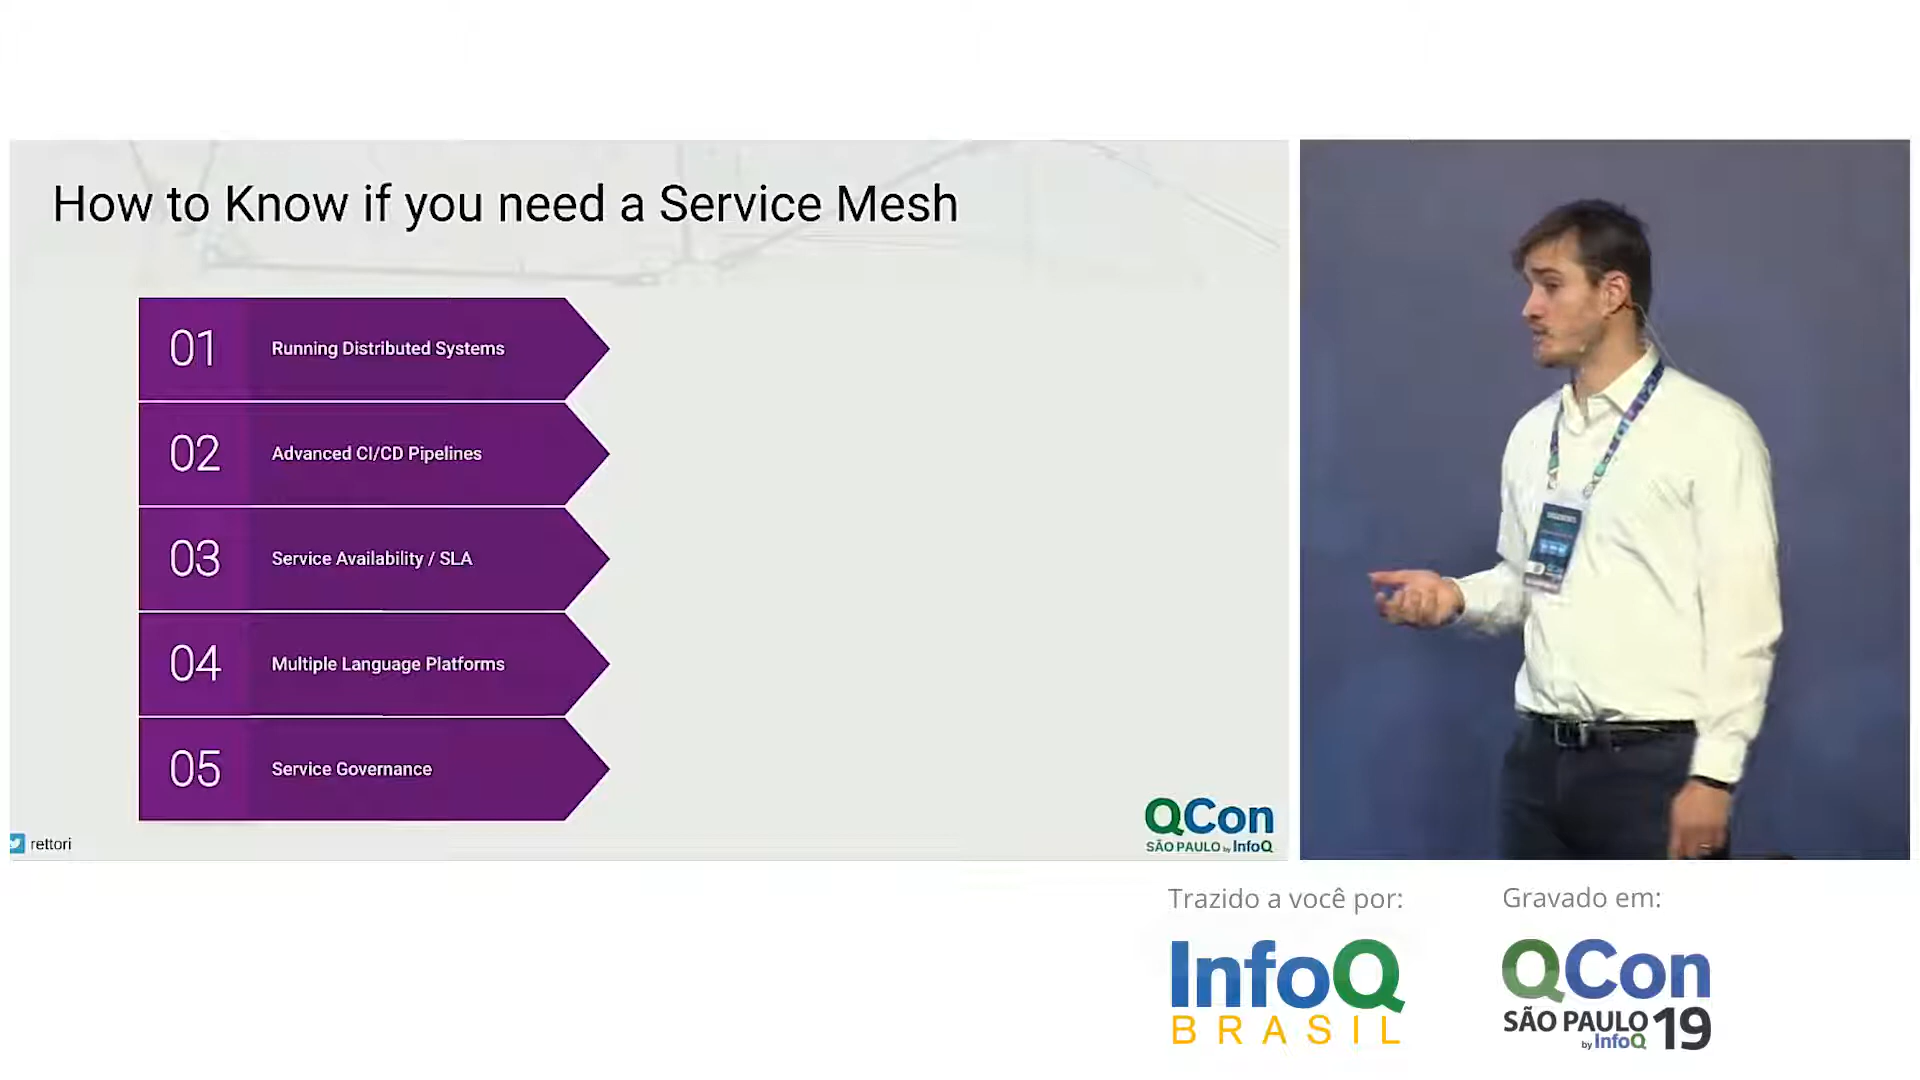 How to Know if you need a Service Mesh
01 Running Distributed Systems
02 Advanced CI/CD Pipelines
03 Service Availability / SLA
04 Multiple Language Platforms
05 Service Governance
rettori
QCon
SÃO PAULO by InfoQ
Trazido a você por:
InfoQ
BRASIL
Gravado em:
QCon
SÃO PAULO 19
by InfoQ